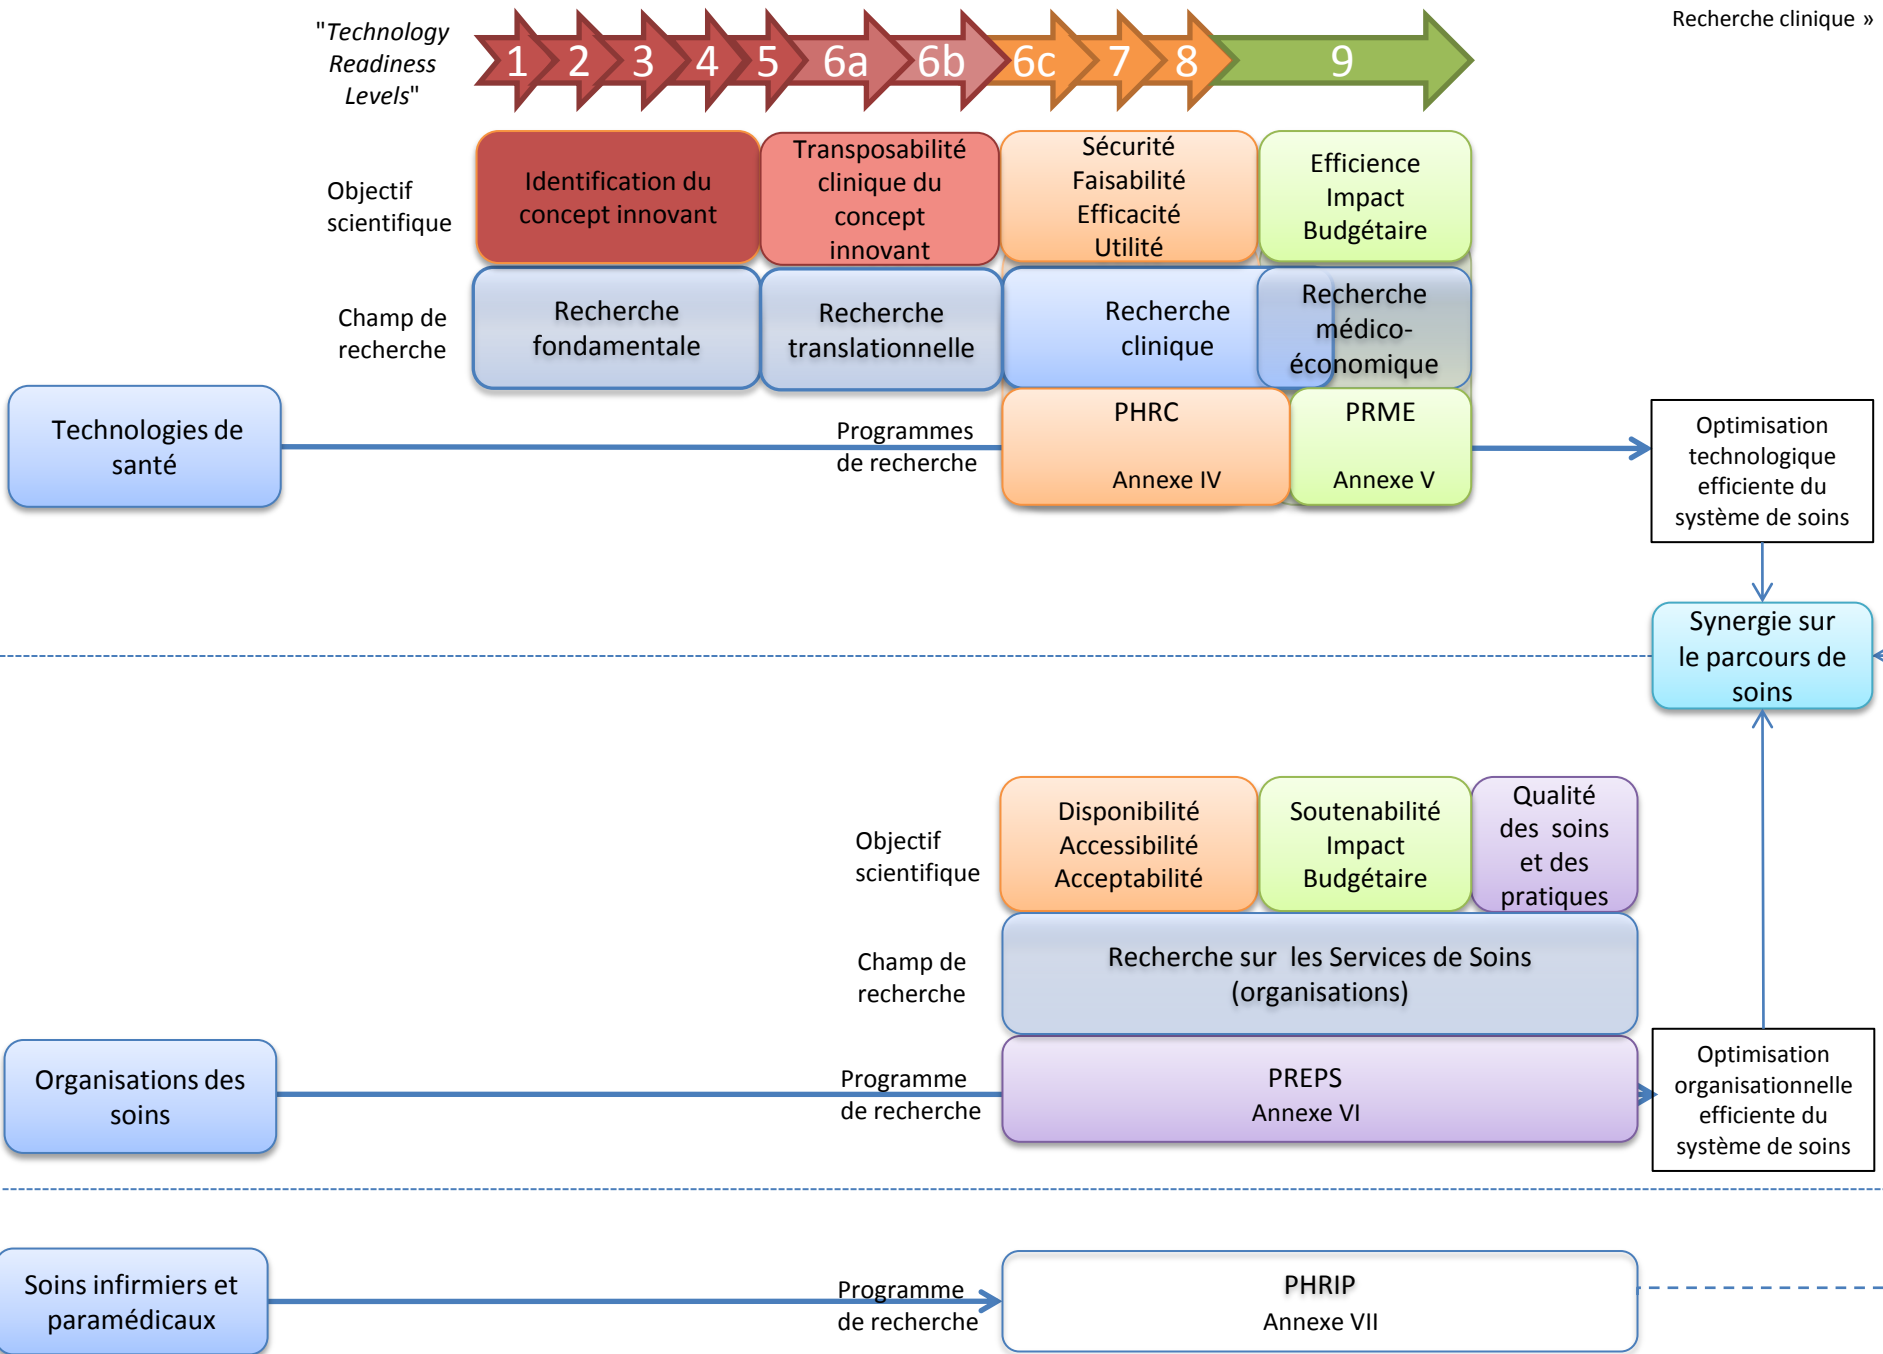 Recherche clinique »
"Technology
Readiness
Levels"
1 2 3 4 5 6a 6b 6c 7 8 9
Objectif
scientifique
Identification du
concept innovant
Transposabilité
clinique du
concept
innovant
Sécurité
Faisabilité
Efficacité
Utilité
Efficience
Impact
Budgétaire
Champ de
recherche
Recherche
fondamentale
Recherche
translationnelle
Recherche
clinique
Recherche
médico-
économique
Technologies de
santé
Programmes
de recherche
PHRC
Annexe IV
PRME
Annexe V
Optimisation
technologique
efficiente du
système de soins
Synergie sur
le parcours de
soins
Objectif
scientifique
Disponibilité
Accessibilité
Acceptabilité
Soutenabilité
Impact
Budgétaire
Qualité
des soins
et des
pratiques
Champ de
recherche
Recherche sur les Services de Soins
(organisations)
Organisations des
soins
Programme
de recherche
PREPS
Annexe VI
Optimisation
organisationnelle
efficiente du
système de soins
Soins infirmiers et
paramédicaux
Programme
de recherche
PHRIP
Annexe VII